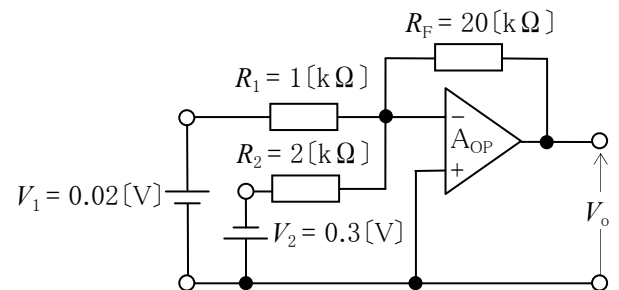 R_F = 20〔kΩ〕
R_1 = 1〔kΩ〕
−
A_OP
R_2 = 2〔kΩ〕
+
V_1 = 0.02〔V〕
V_2 = 0.3〔V〕
V_o